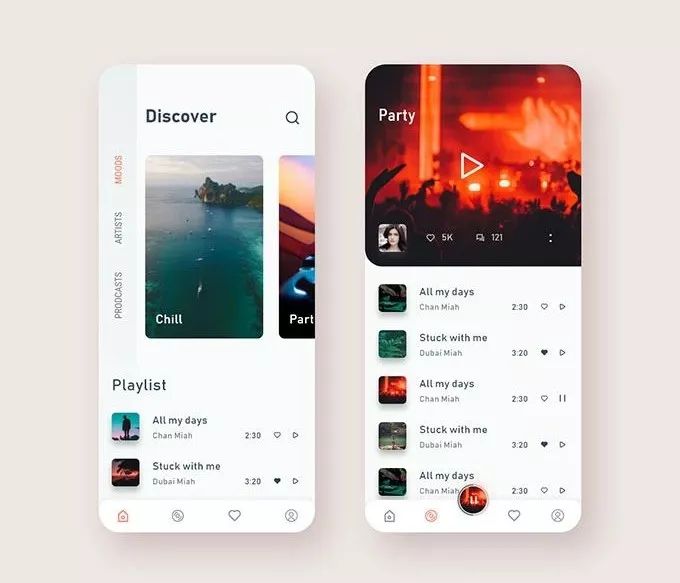 Discover
MOODS
ARTISTS
PRODCASTS
Chill
Part
Playlist
All my days
Chan Miah 2:30
Stuck with me
Dubai Miah 3:20
Party
5K 121
All my days
Chan Miah 2:30
Stuck with me
Dubai Miah 3:20
All my days
Chan Miah 2:30
Stuck with me
Dubai Miah 3:20
All my days
Chan Miah 2:30